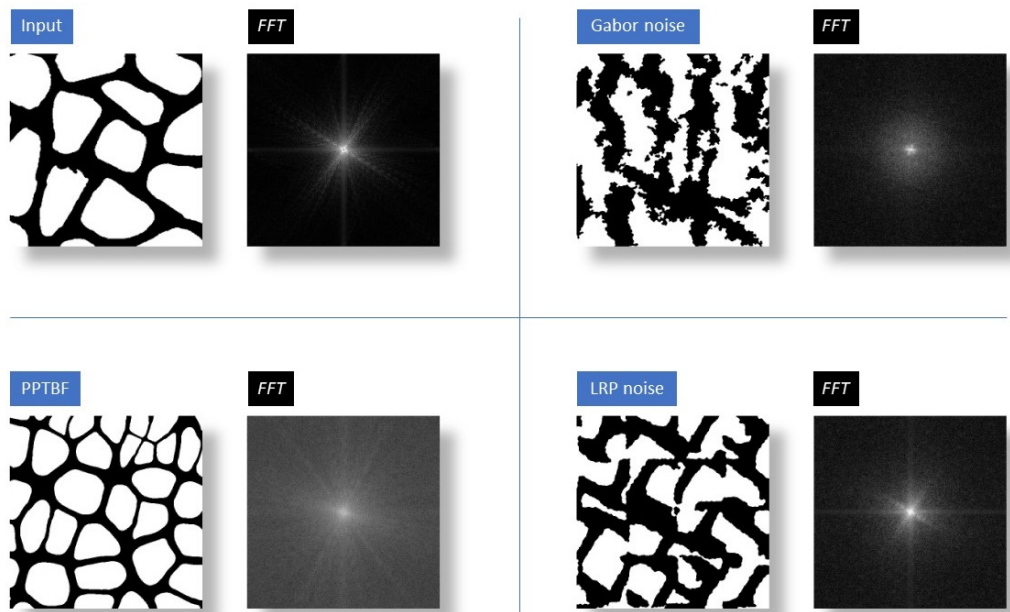 Input
FFT
Gabor noise
FFT
PPTBF
FFT
LRP noise
FFT